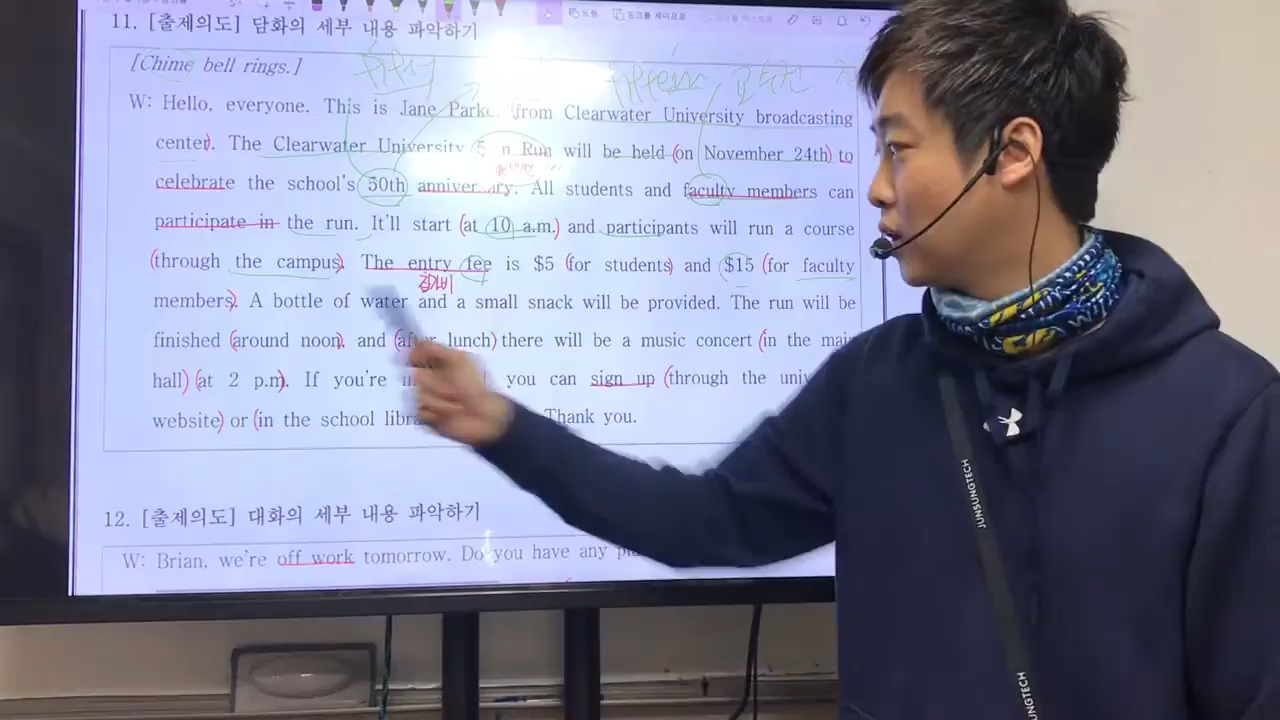 11. [출제의도] 담화의 세부 내용 파악하기
[Chime bell rings.]
W: Hello, everyone. This is Jane Parke from Clearwater University broadcasting
center. The Clearwater University 5 Run will be held on November 24th to
celebrate the school's 50th anniversary. All students and faculty members can
participate in the run. It'll start at 10 a.m. and participants will run a course
through the campus. The entry fee is $5 for students and $15 for faculty
members. A bottle of water and a small snack will be provided. The run will be
finished around noon, and after lunch there will be a music concert in the main
hall at 2 p.m. If you're you can sign up through the
website or in the school Thank you.
12. [출제의도] 대화의 세부 내용 파악하기
W: Brian, we're off work tomorrow. Do you have any
JUNSUNGTECH
JUNSUNGTECH